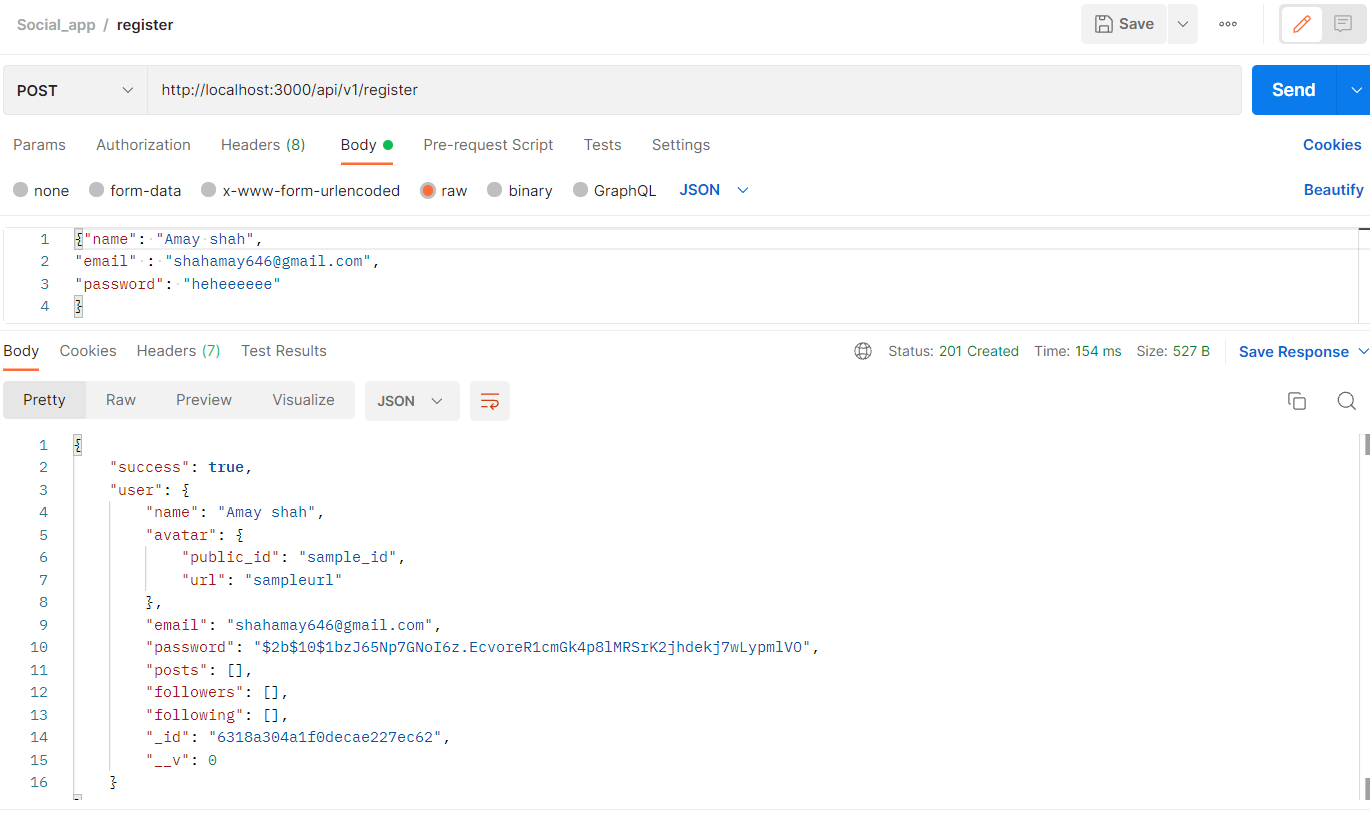 Social_app / register
Save
POST
http://localhost:3000/api/v1/register
Send
Params Authorization Headers (8) Body Pre-request Script Tests Settings Cookies
none form-data x-www-form-urlencoded raw binary GraphQL JSON Beautify
1 {"name": "Amay shah",
2 "email" : "shahamay646@gmail.com",
3 "password": "heheeeeee"
4 }
Body Cookies Headers (7) Test Results Status: 201 Created Time: 154 ms Size: 527 B Save Response
Pretty Raw Preview Visualize JSON
1 {
2 "success": true,
3 "user": {
4 "name": "Amay shah",
5 "avatar": {
6 "public_id": "sample_id",
7 "url": "sampleurl"
8 },
9 "email": "shahamay646@gmail.com",
10 "password": "$2b$10$1bzJ65Np7GNoI6z.EcvoreR1cmGk4p8lMRSrK2jhdekj7wLypmlVO",
11 "posts": [],
12 "followers": [],
13 "following": [],
14 "_id": "6318a304a1f0decae227ec62",
15 "__v": 0
16 }